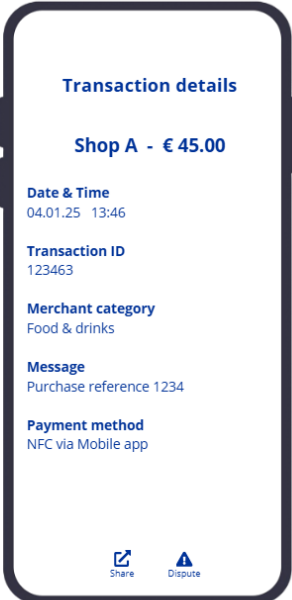 Transaction details
Shop A - € 45.00
Date & Time
04.01.25 13:46
Transaction ID
123463
Merchant category
Food & drinks
Message
Purchase reference 1234
Payment method
NFC via Mobile app
Share Dispute